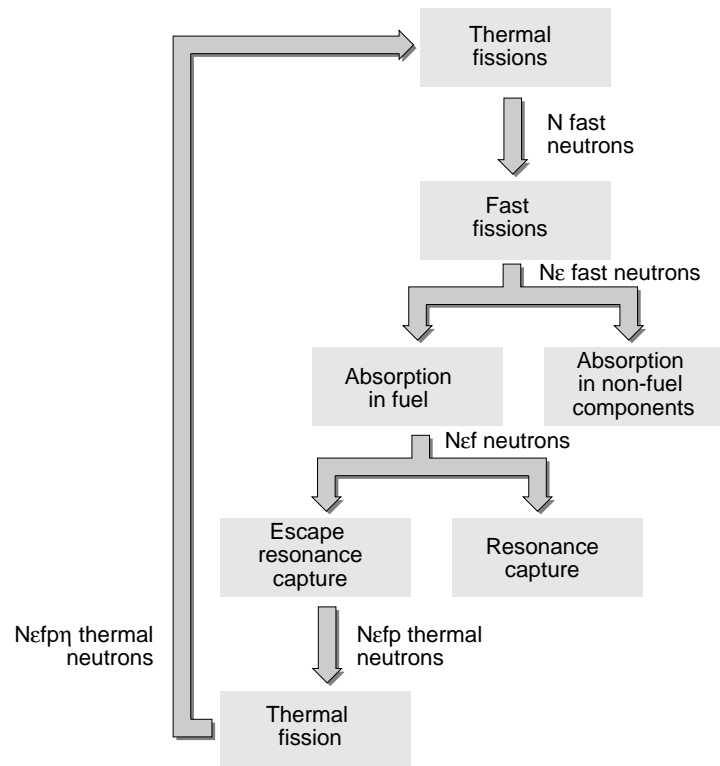 Thermal
fissions
N fast
neutrons
Fast
fissions
Nε fast neutrons
Absorption
in fuel
Absorption
in non-fuel
components
Nεf neutrons
Escape
resonance
capture
Resonance
capture
Nεfpη thermal
neutrons
Nεfp thermal
neutrons
Thermal
fission